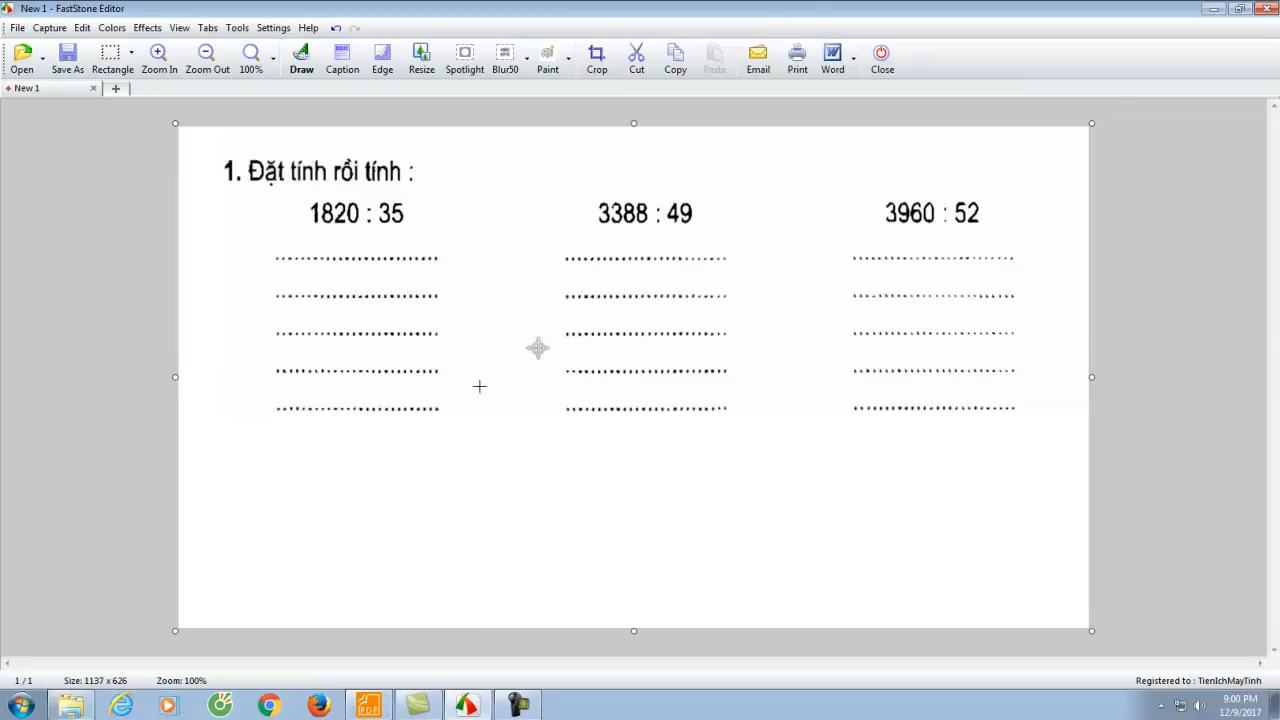 New 1 - FastStone Editor
File Capture Edit Colors Effects View Tabs Tools Settings Help
Open Save As Rectangle Zoom In Zoom Out 100% Draw Caption Edge Resize Spotlight Blur50 Paint Crop Cut Copy Paste Email Print Word Close
New 1
1. Đặt tính rồi tính :
1820 : 35 3388 : 49 3960 : 52
1 / 1 Size: 1137 x 626 Zoom: 100% Registered to : TienIchMayTinh
PDF
9:00 PM
12/9/2017